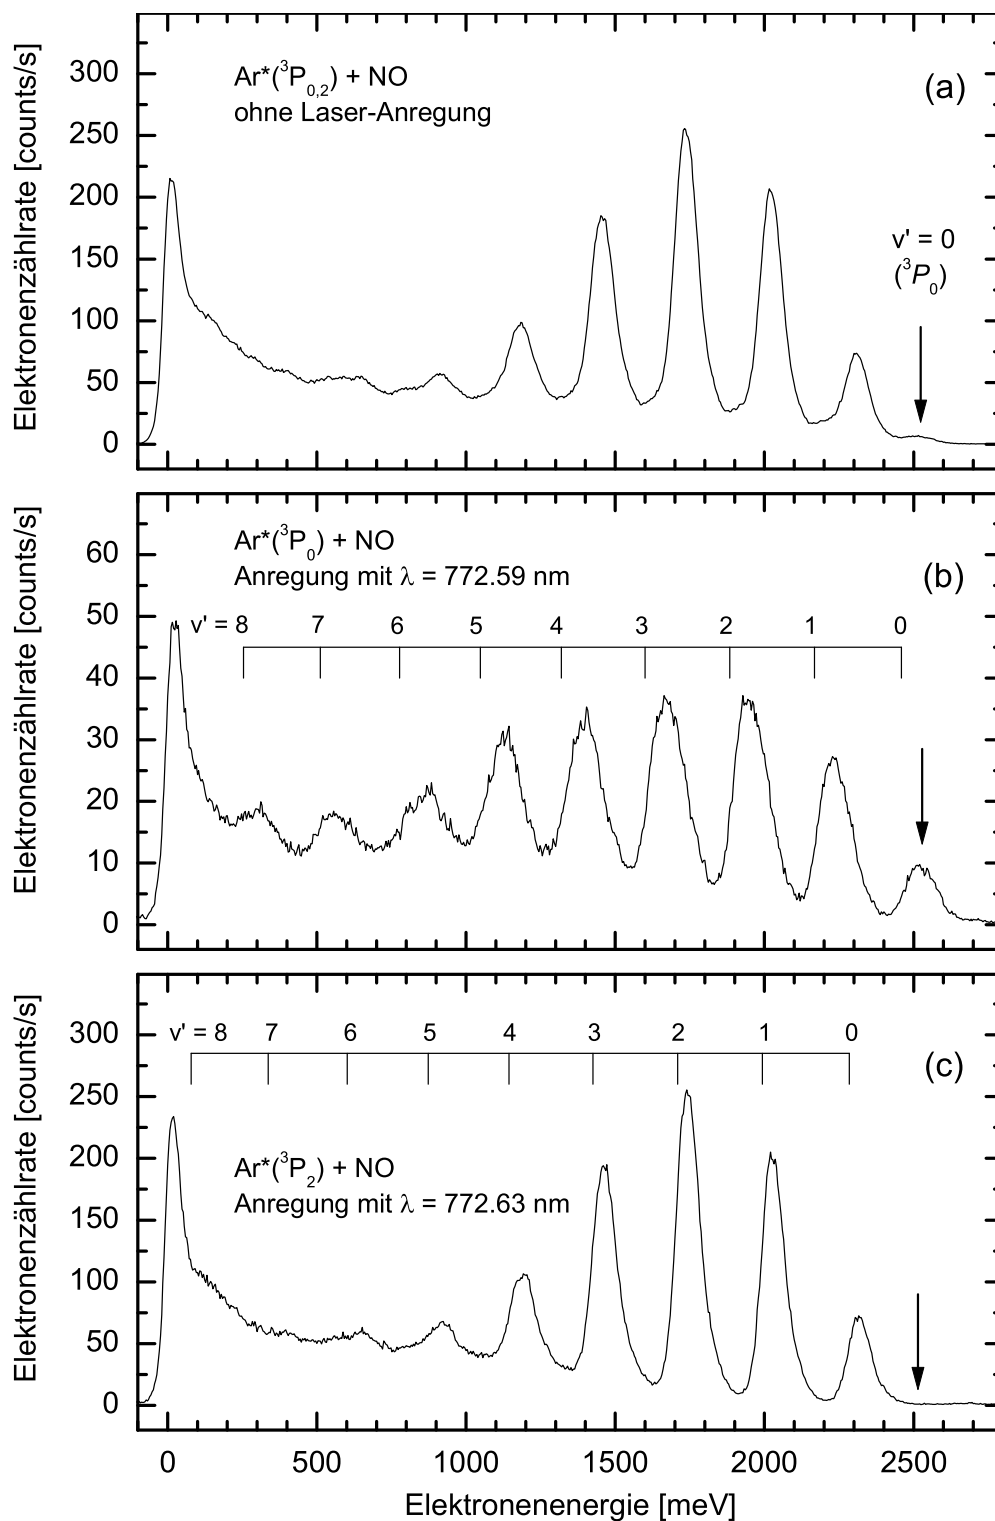 Elektronenzählrate [counts/s]
300
250
200
150
100
50
0
Ar*(³P₀,₂) + NO
ohne Laser-Anregung
(a)
v' = 0
(³P₀)
Elektronenzählrate [counts/s]
60
50
40
30
20
10
0
Ar*(³P₀) + NO
Anregung mit λ = 772.59 nm
(b)
v' = 8 7 6 5 4 3 2 1 0
Elektronenzählrate [counts/s]
300
250
200
150
100
50
0
v' = 8 7 6 5 4 3 2 1 0
(c)
Ar*(³P₂) + NO
Anregung mit λ = 772.63 nm
0 500 1000 1500 2000 2500
Elektronenenergie [meV]